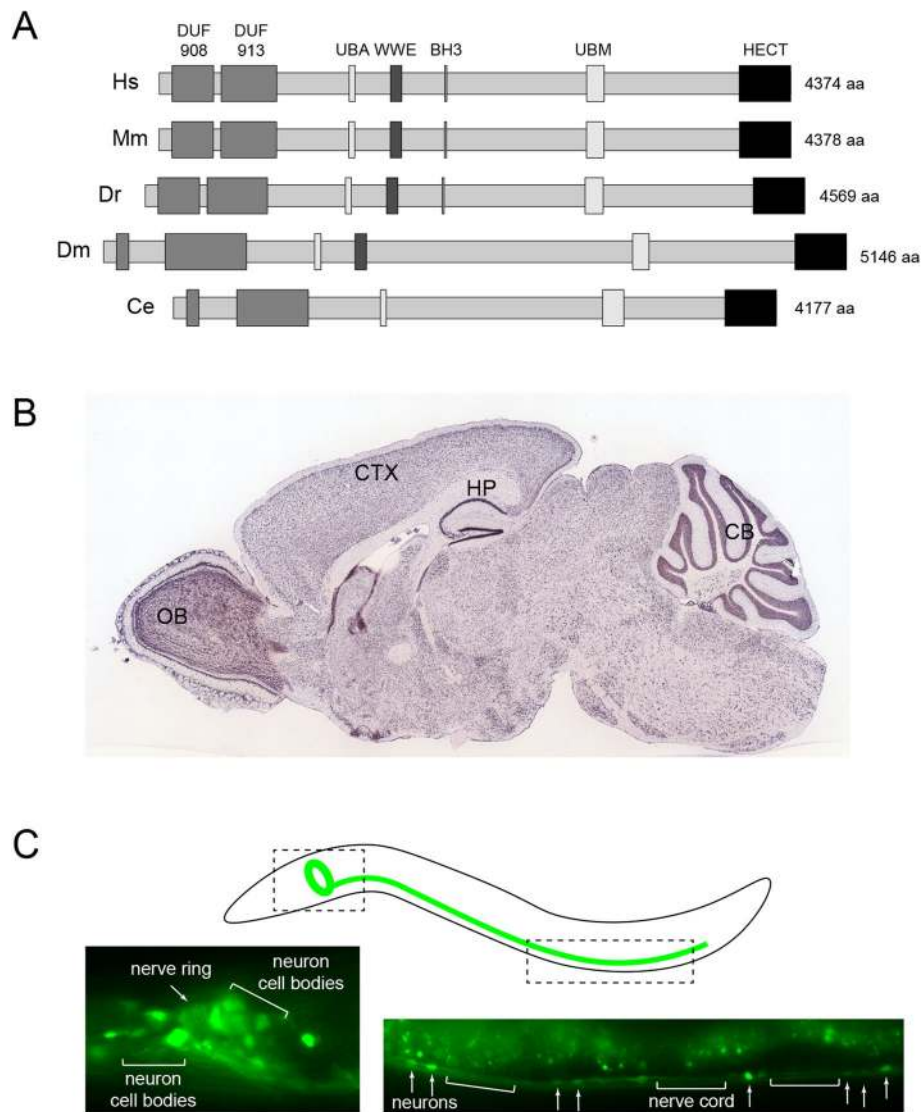 A
DUF DUF
908 913 UBA WWE BH3 UBM HECT
Hs 4374 aa
Mm 4378 aa
Dr 4569 aa
Dm 5146 aa
Ce 4177 aa
B
CTX
HP
CB
OB
C
nerve ring
neuron
cell bodies
neuron
cell bodies
neurons
nerve cord